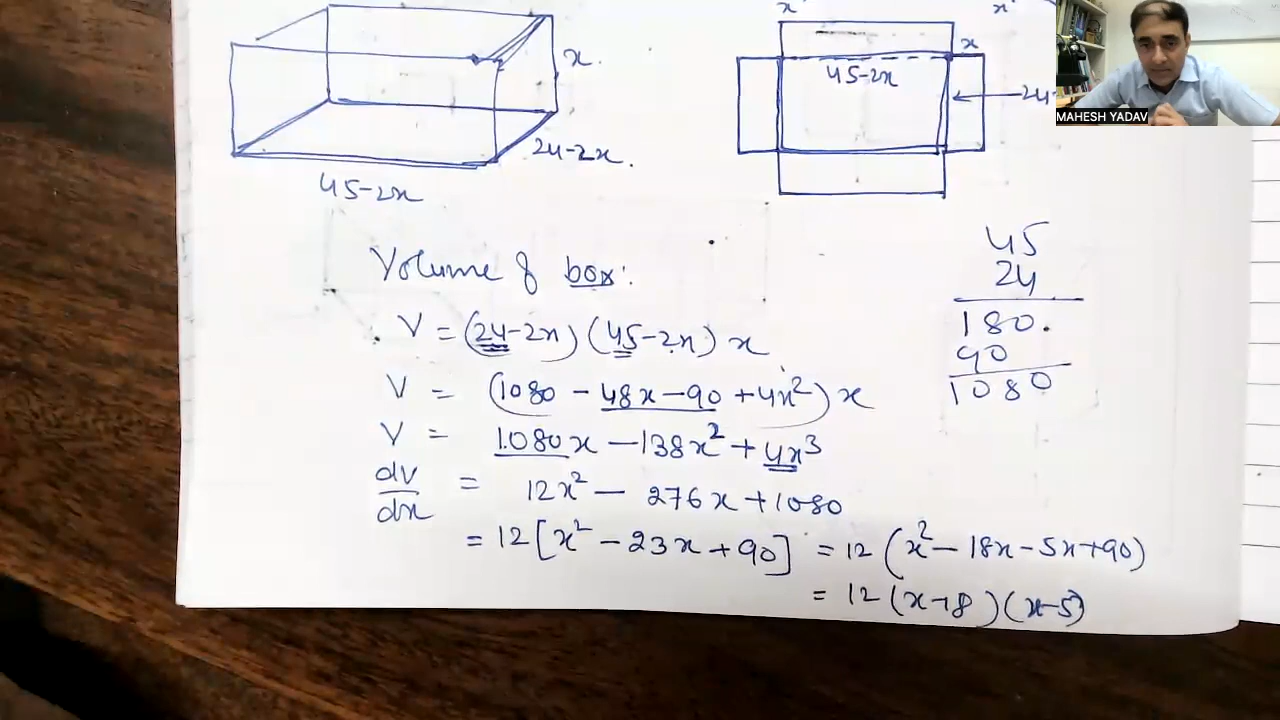 x x
x.
x
45-2x
24-
MAHESH YADAV
24-2x.
45-2x
45
24
180.
90
1080
Volume of box:
V = (24-2x)(45-2x) x
V = (1080 - 48x - 90 + 4x²) x
V = 1080x - 138x² + 4x³
dv/dx = 12x² - 276x + 1080
= 12[x² - 23x + 90] = 12(x² - 18x - 5x + 90)
= 12(x-18)(x-5)